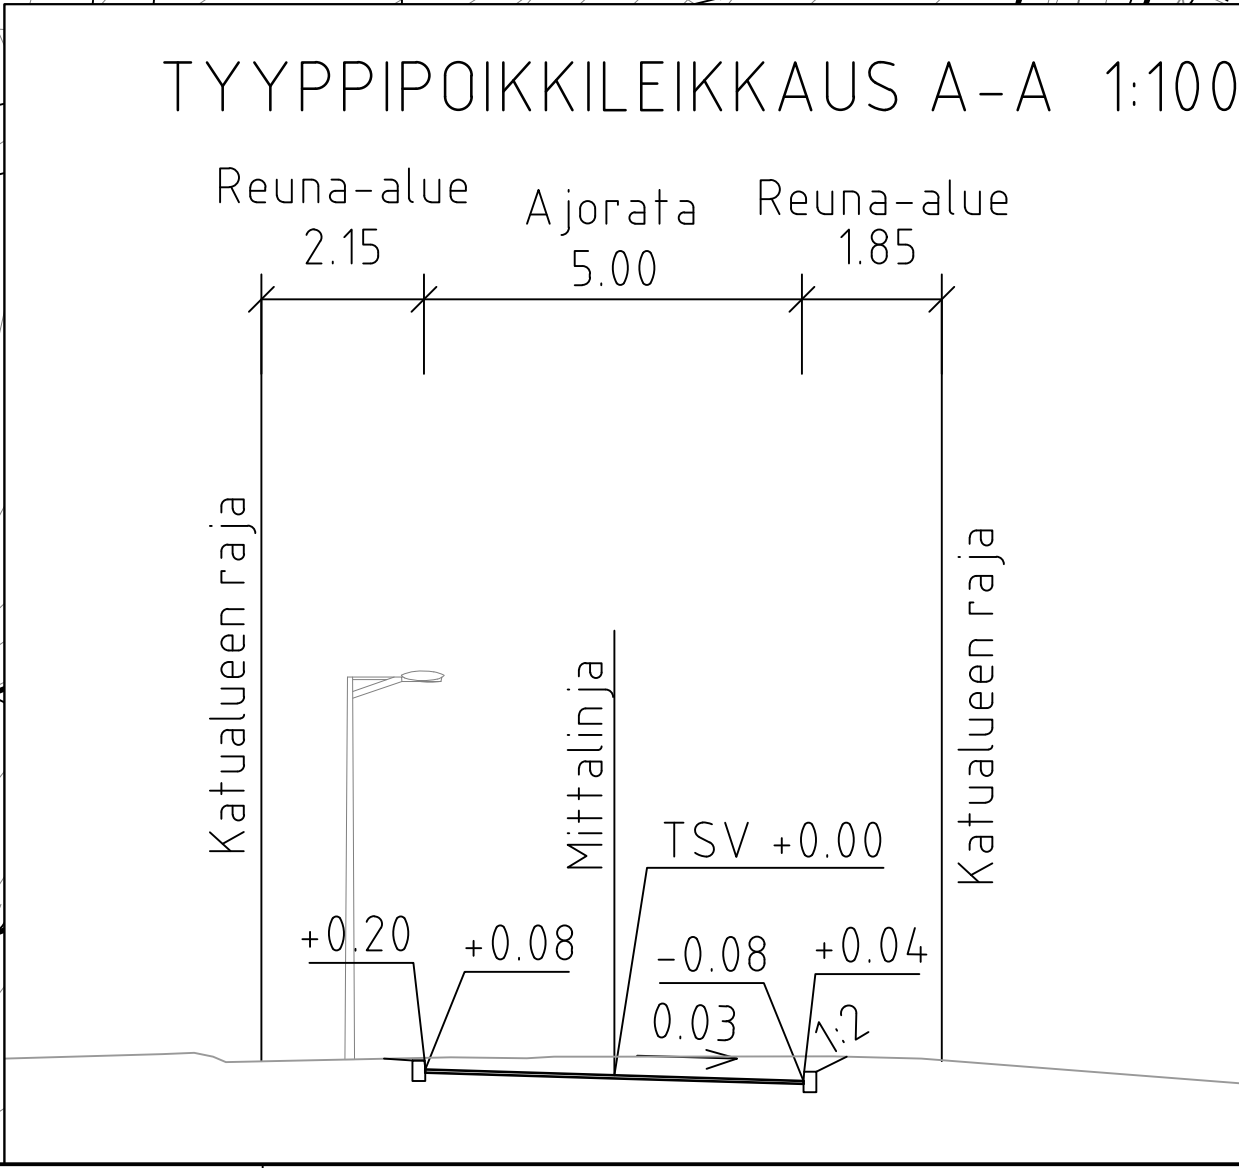 TYYPPIPOIKKILEIKKAUS A-A 1:100
Reuna-alue
2.15
Ajorata
5.00
Reuna-alue
1.85
Katualueen raja
Mittalinja
Katualueen raja
TSV +0.00
+0.20
+0.08
-0.08
+0.04
0.03
1:2